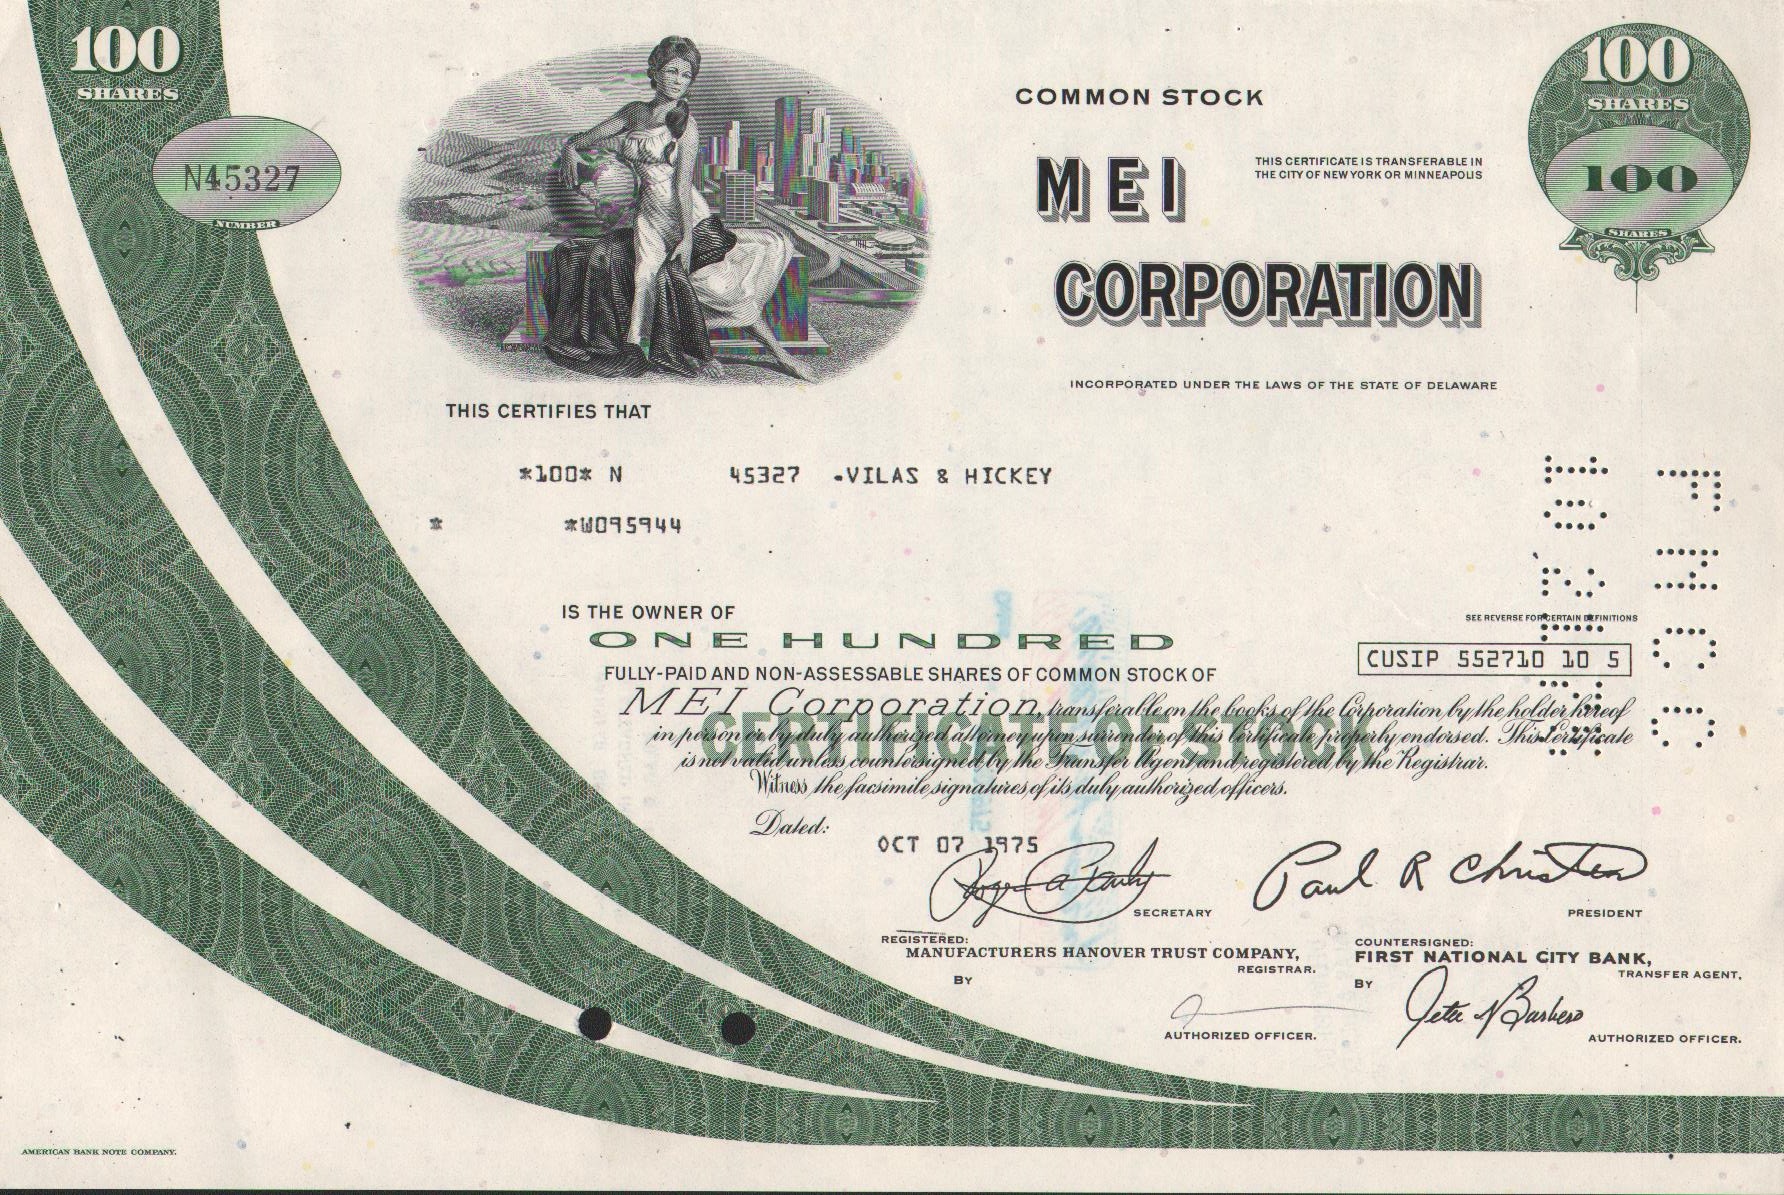 100
SHARES
N45327
NUMBER
COMMON STOCK
MEI
CORPORATION
THIS CERTIFICATE IS TRANSFERABLE IN
THE CITY OF NEW YORK OR MINNEAPOLIS
100
SHARES
100
SHARES
INCORPORATED UNDER THE LAWS OF THE STATE OF DELAWARE
THIS CERTIFIES THAT
*100* N 45327 -VILAS & HICKEY
* *W095944
IS THE OWNER OF
SEE REVERSE FOR CERTAIN DEFINITIONS
ONE HUNDRED
CUSIP 552710 10 5
FULLY-PAID AND NON-ASSESSABLE SHARES OF COMMON STOCK OF
MEI Corporation, transferable on the books of the Corporation by the holder hereof
in person or by duly authorized attorney upon surrender of this Certificate properly endorsed. This Certificate
is not valid unless countersigned by the Transfer Agent and registered by the Registrar.
Witness the facsimile signatures of its duly authorized officers.
CERTIFICATE OF STOCK
Dated:
OCT 07 1975
Paul R Christen
SECRETARY
PRESIDENT
REGISTERED:
MANUFACTURERS HANOVER TRUST COMPANY,
REGISTRAR.
BY
AUTHORIZED OFFICER.
COUNTERSIGNED:
FIRST NATIONAL CITY BANK,
TRANSFER AGENT,
BY
AUTHORIZED OFFICER.
AMERICAN BANK NOTE COMPANY.